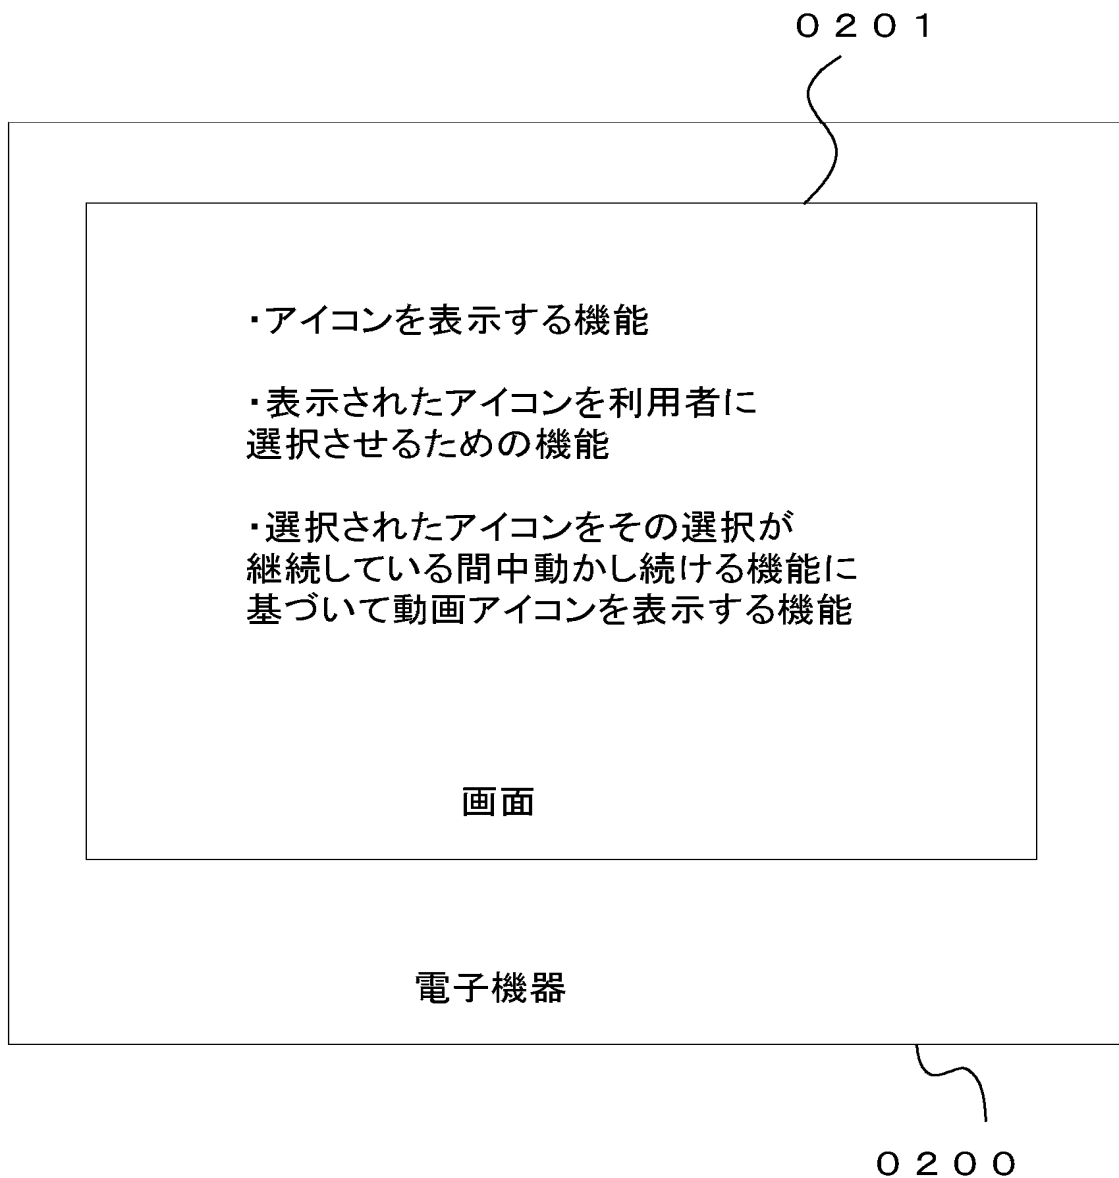 ０２０１
・アイコンを表示する機能
・表示されたアイコンを利用者に
選択させるための機能
・選択されたアイコンをその選択が
継続している間中動かし続ける機能に
基づいて動画アイコンを表示する機能
画面
電子機器
０２００